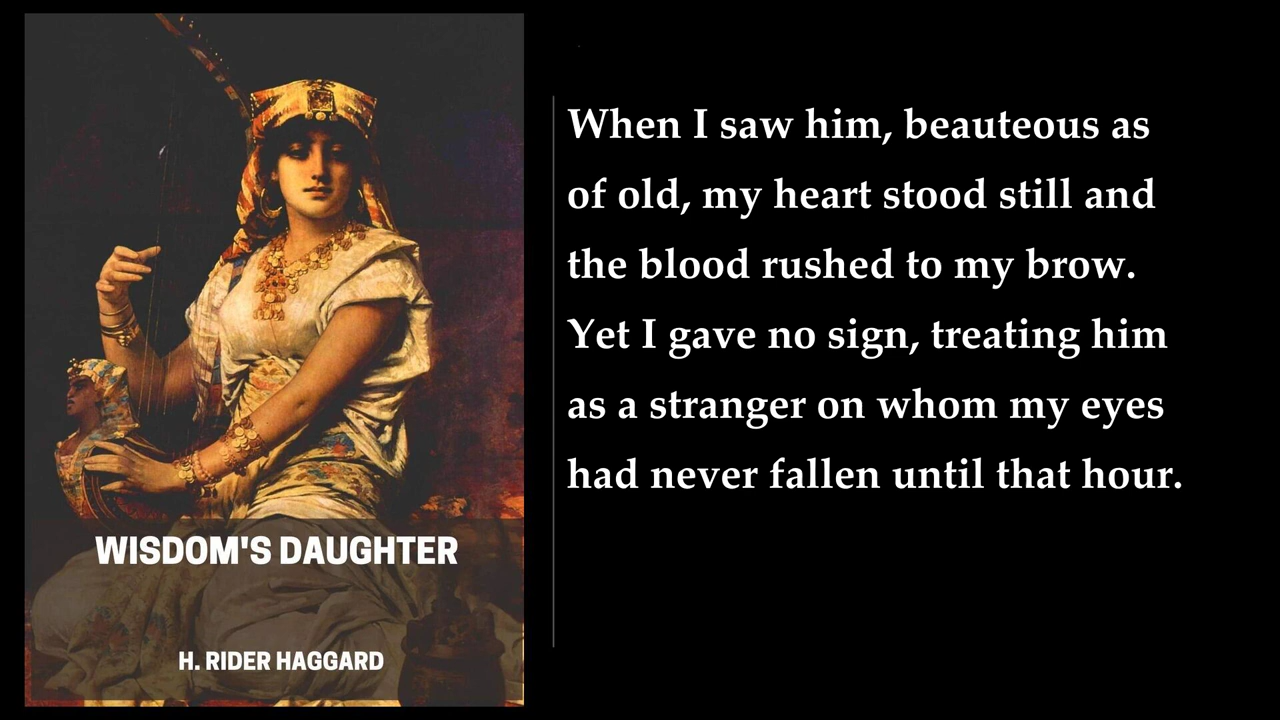 WISDOM'S DAUGHTER
H. RIDER HAGGARD
When I saw him, beauteous as
of old, my heart stood still and
the blood rushed to my brow.
Yet I gave no sign, treating him
as a stranger on whom my eyes
had never fallen until that hour.